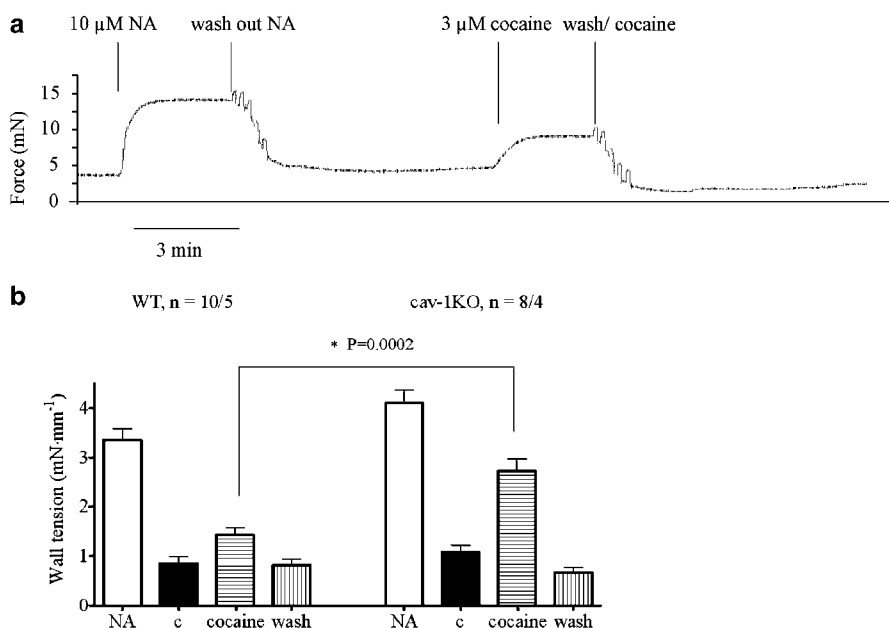 a
10 µM NA wash out NA 3 µM cocaine wash/ cocaine
Force (mN)
15
10
5
0
3 min
b
WT, n = 10/5 cav-1KO, n = 8/4
* P=0.0002
Wall tension (mN·mm⁻¹)
4
3
2
1
0
NA c cocaine wash NA c cocaine wash